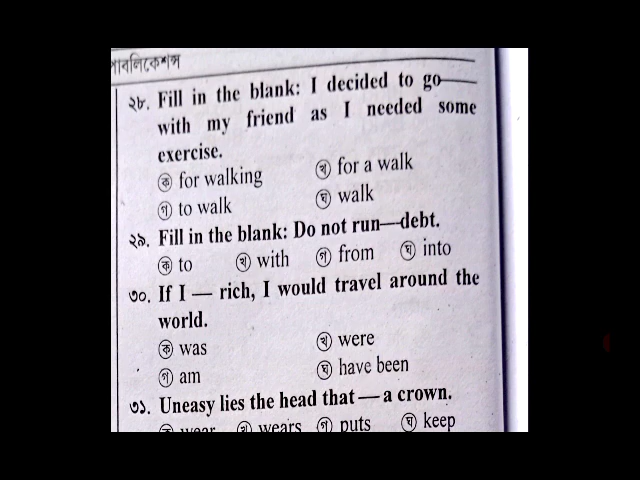 পাবলিকেশন্স
২৮. Fill in the blank: I decided to go——
with my friend as I needed some
exercise.
ক for walking খ for a walk
গ to walk ঘ walk
২৯. Fill in the blank: Do not run—debt.
ক to খ with গ from ঘ into
৩০. If I — rich, I would travel around the
world.
ক was খ were
গ am ঘ have been
৩১. Uneasy lies the head that — a crown.
ক wear খ wears গ puts ঘ keep